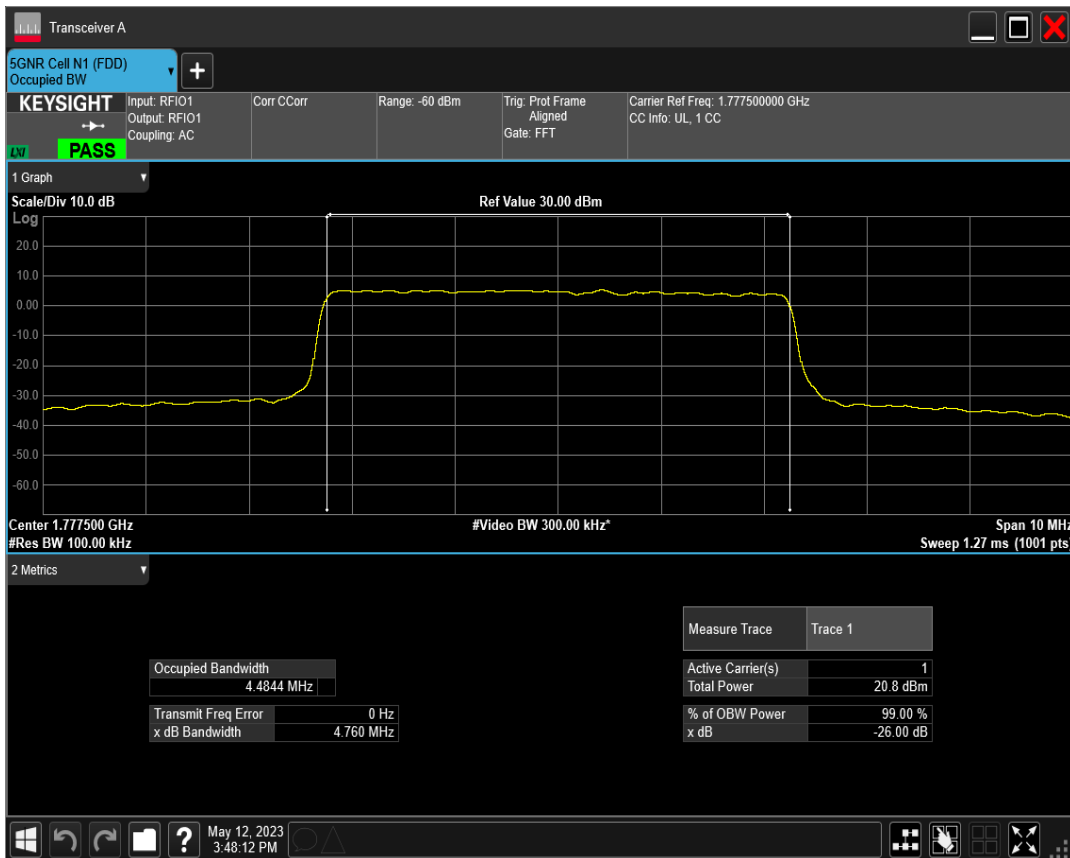 Transceiver A
5GNR Cell N1 (FDD)
Occupied BW
KEYSIGHT
LXI
PASS
Input: RFIO1
Output: RFIO1
Coupling: AC
Corr CCorr
Range: -60 dBm
Trig: Prot Frame
Aligned
Gate: FFT
Carrier Ref Freq: 1.777500000 GHz
CC Info: UL, 1 CC
1 Graph
Scale/Div 10.0 dB
Ref Value 30.00 dBm
Log
20.0
10.0
0.00
-10.0
-20.0
-30.0
-40.0
-50.0
-60.0
Center 1.777500 GHz
#Video BW 300.00 kHz*
Span 10 MHz
#Res BW 100.00 kHz
Sweep 1.27 ms (1001 pts)
2 Metrics
Measure Trace Trace 1
Occupied Bandwidth
4.4844 MHz
Active Carrier(s) 1
Total Power 20.8 dBm
Transmit Freq Error 0 Hz
x dB Bandwidth 4.760 MHz
% of OBW Power 99.00 %
x dB -26.00 dB
?
May 12, 2023
3:48:12 PM